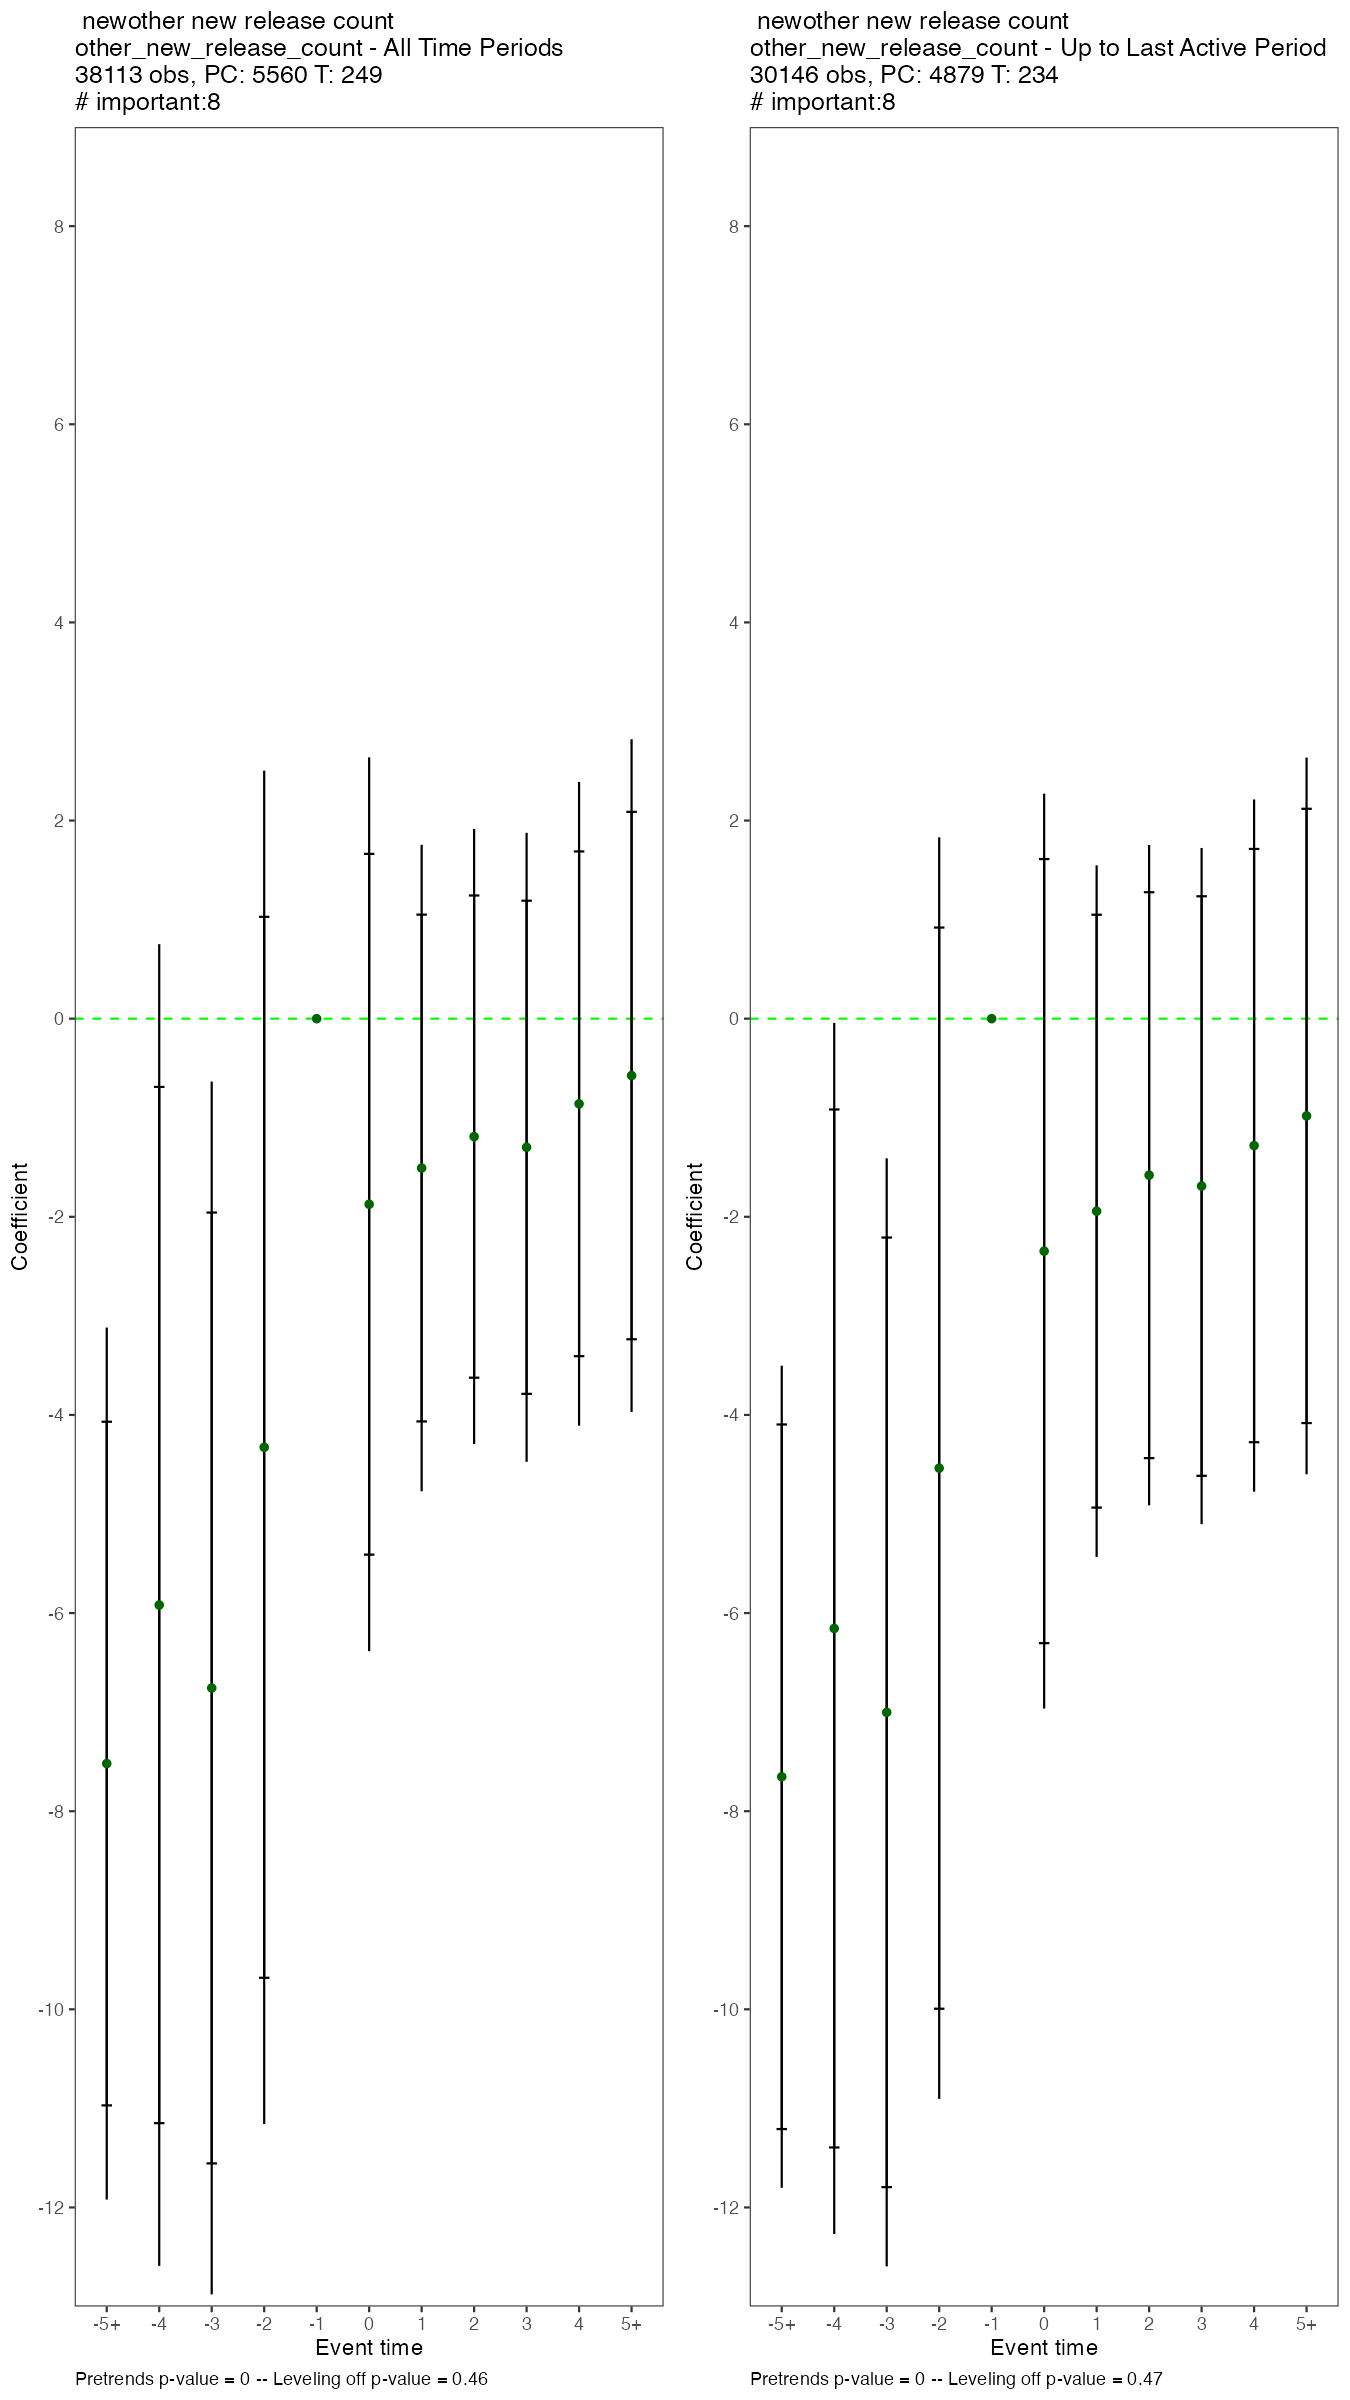 newother new release count
other_new_release_count - All Time Periods
38113 obs, PC: 5560 T: 249
# important:8
8
6
4
2
0
-2
-4
-6
-8
-10
-12
Coefficient
-5+ -4 -3 -2 -1 0 1 2 3 4 5+
Event time
Pretrends p-value = 0 -- Leveling off p-value = 0.46
newother new release count
other_new_release_count - Up to Last Active Period
30146 obs, PC: 4879 T: 234
# important:8
8
6
4
2
0
-2
-4
-6
-8
-10
-12
Coefficient
-5+ -4 -3 -2 -1 0 1 2 3 4 5+
Event time
Pretrends p-value = 0 -- Leveling off p-value = 0.47